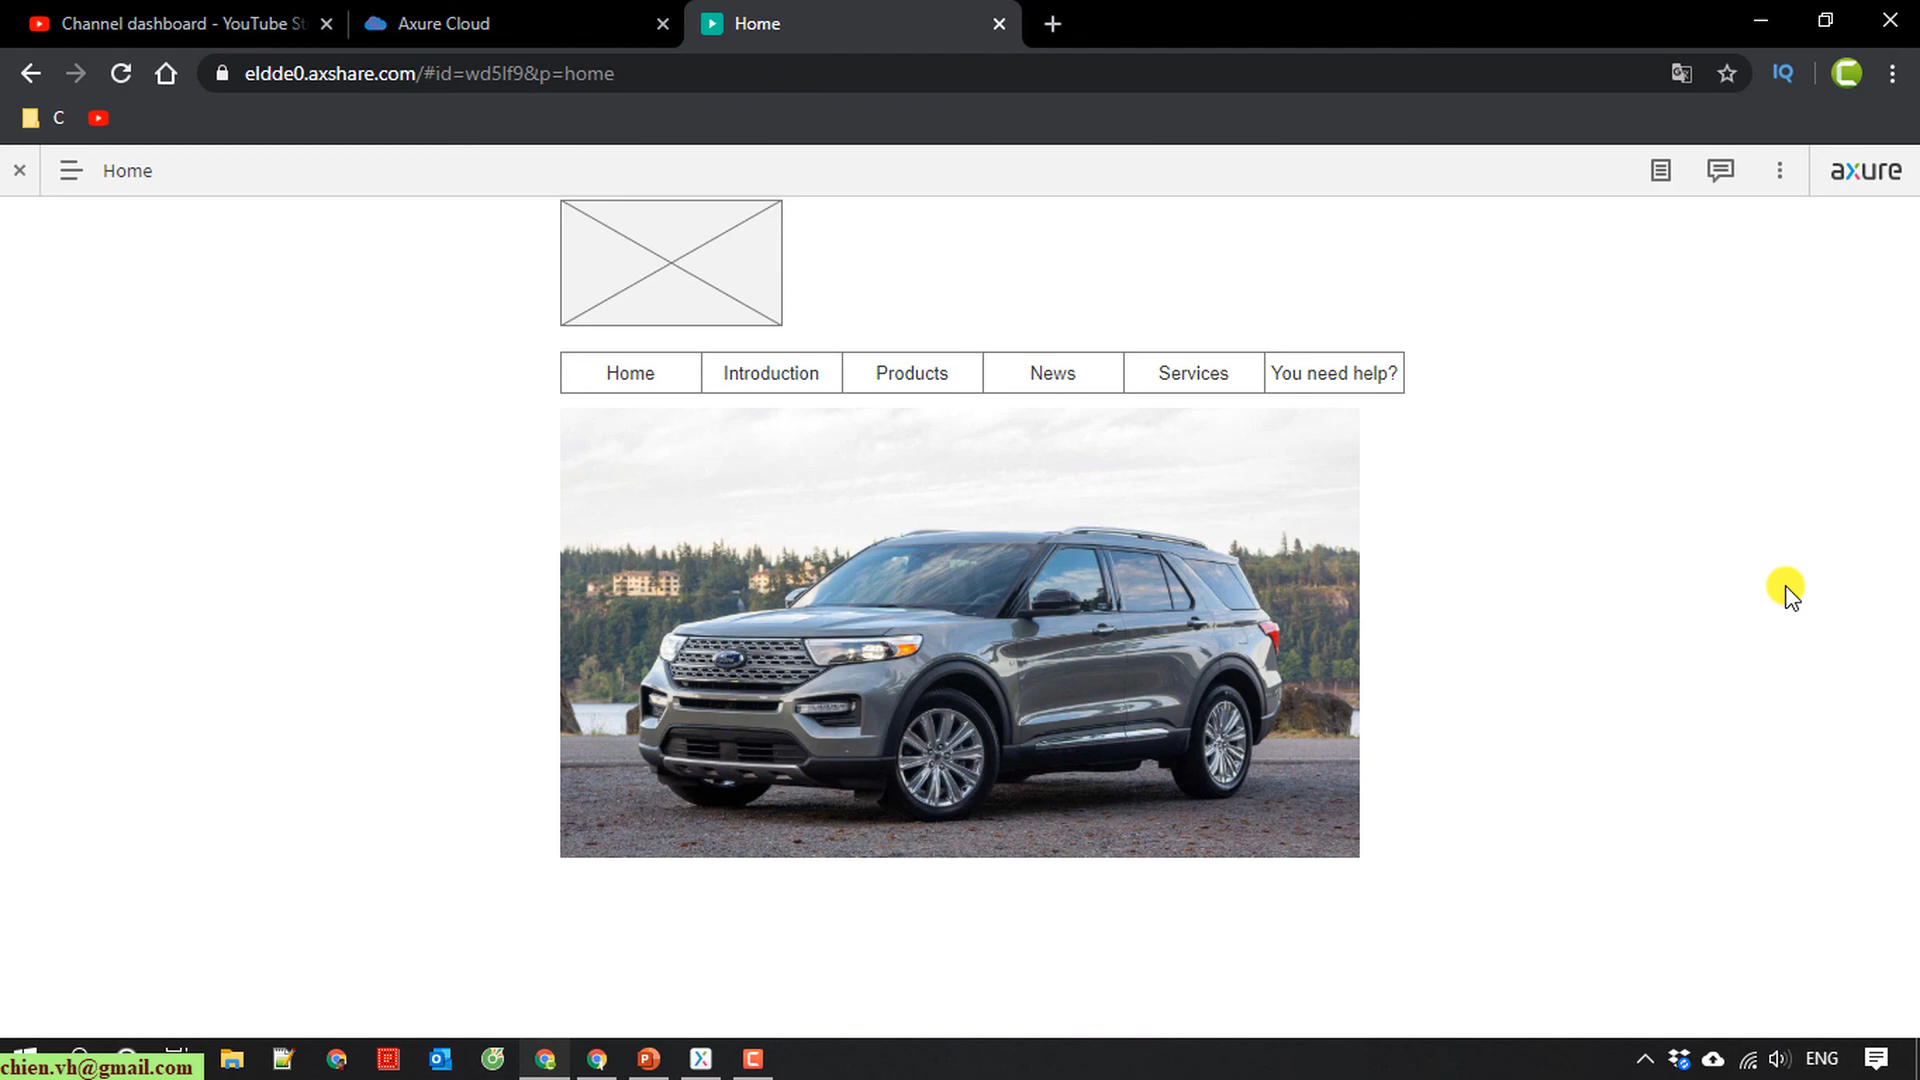 Channel dashboard - YouTube St
Axure Cloud
Home
eldde0.axshare.com/#id=wd5lf9&p=home
IQ
C
Home
axure
Home
Introduction
Products
News
Services
You need help?
ENG
chien.vh@gmail.com